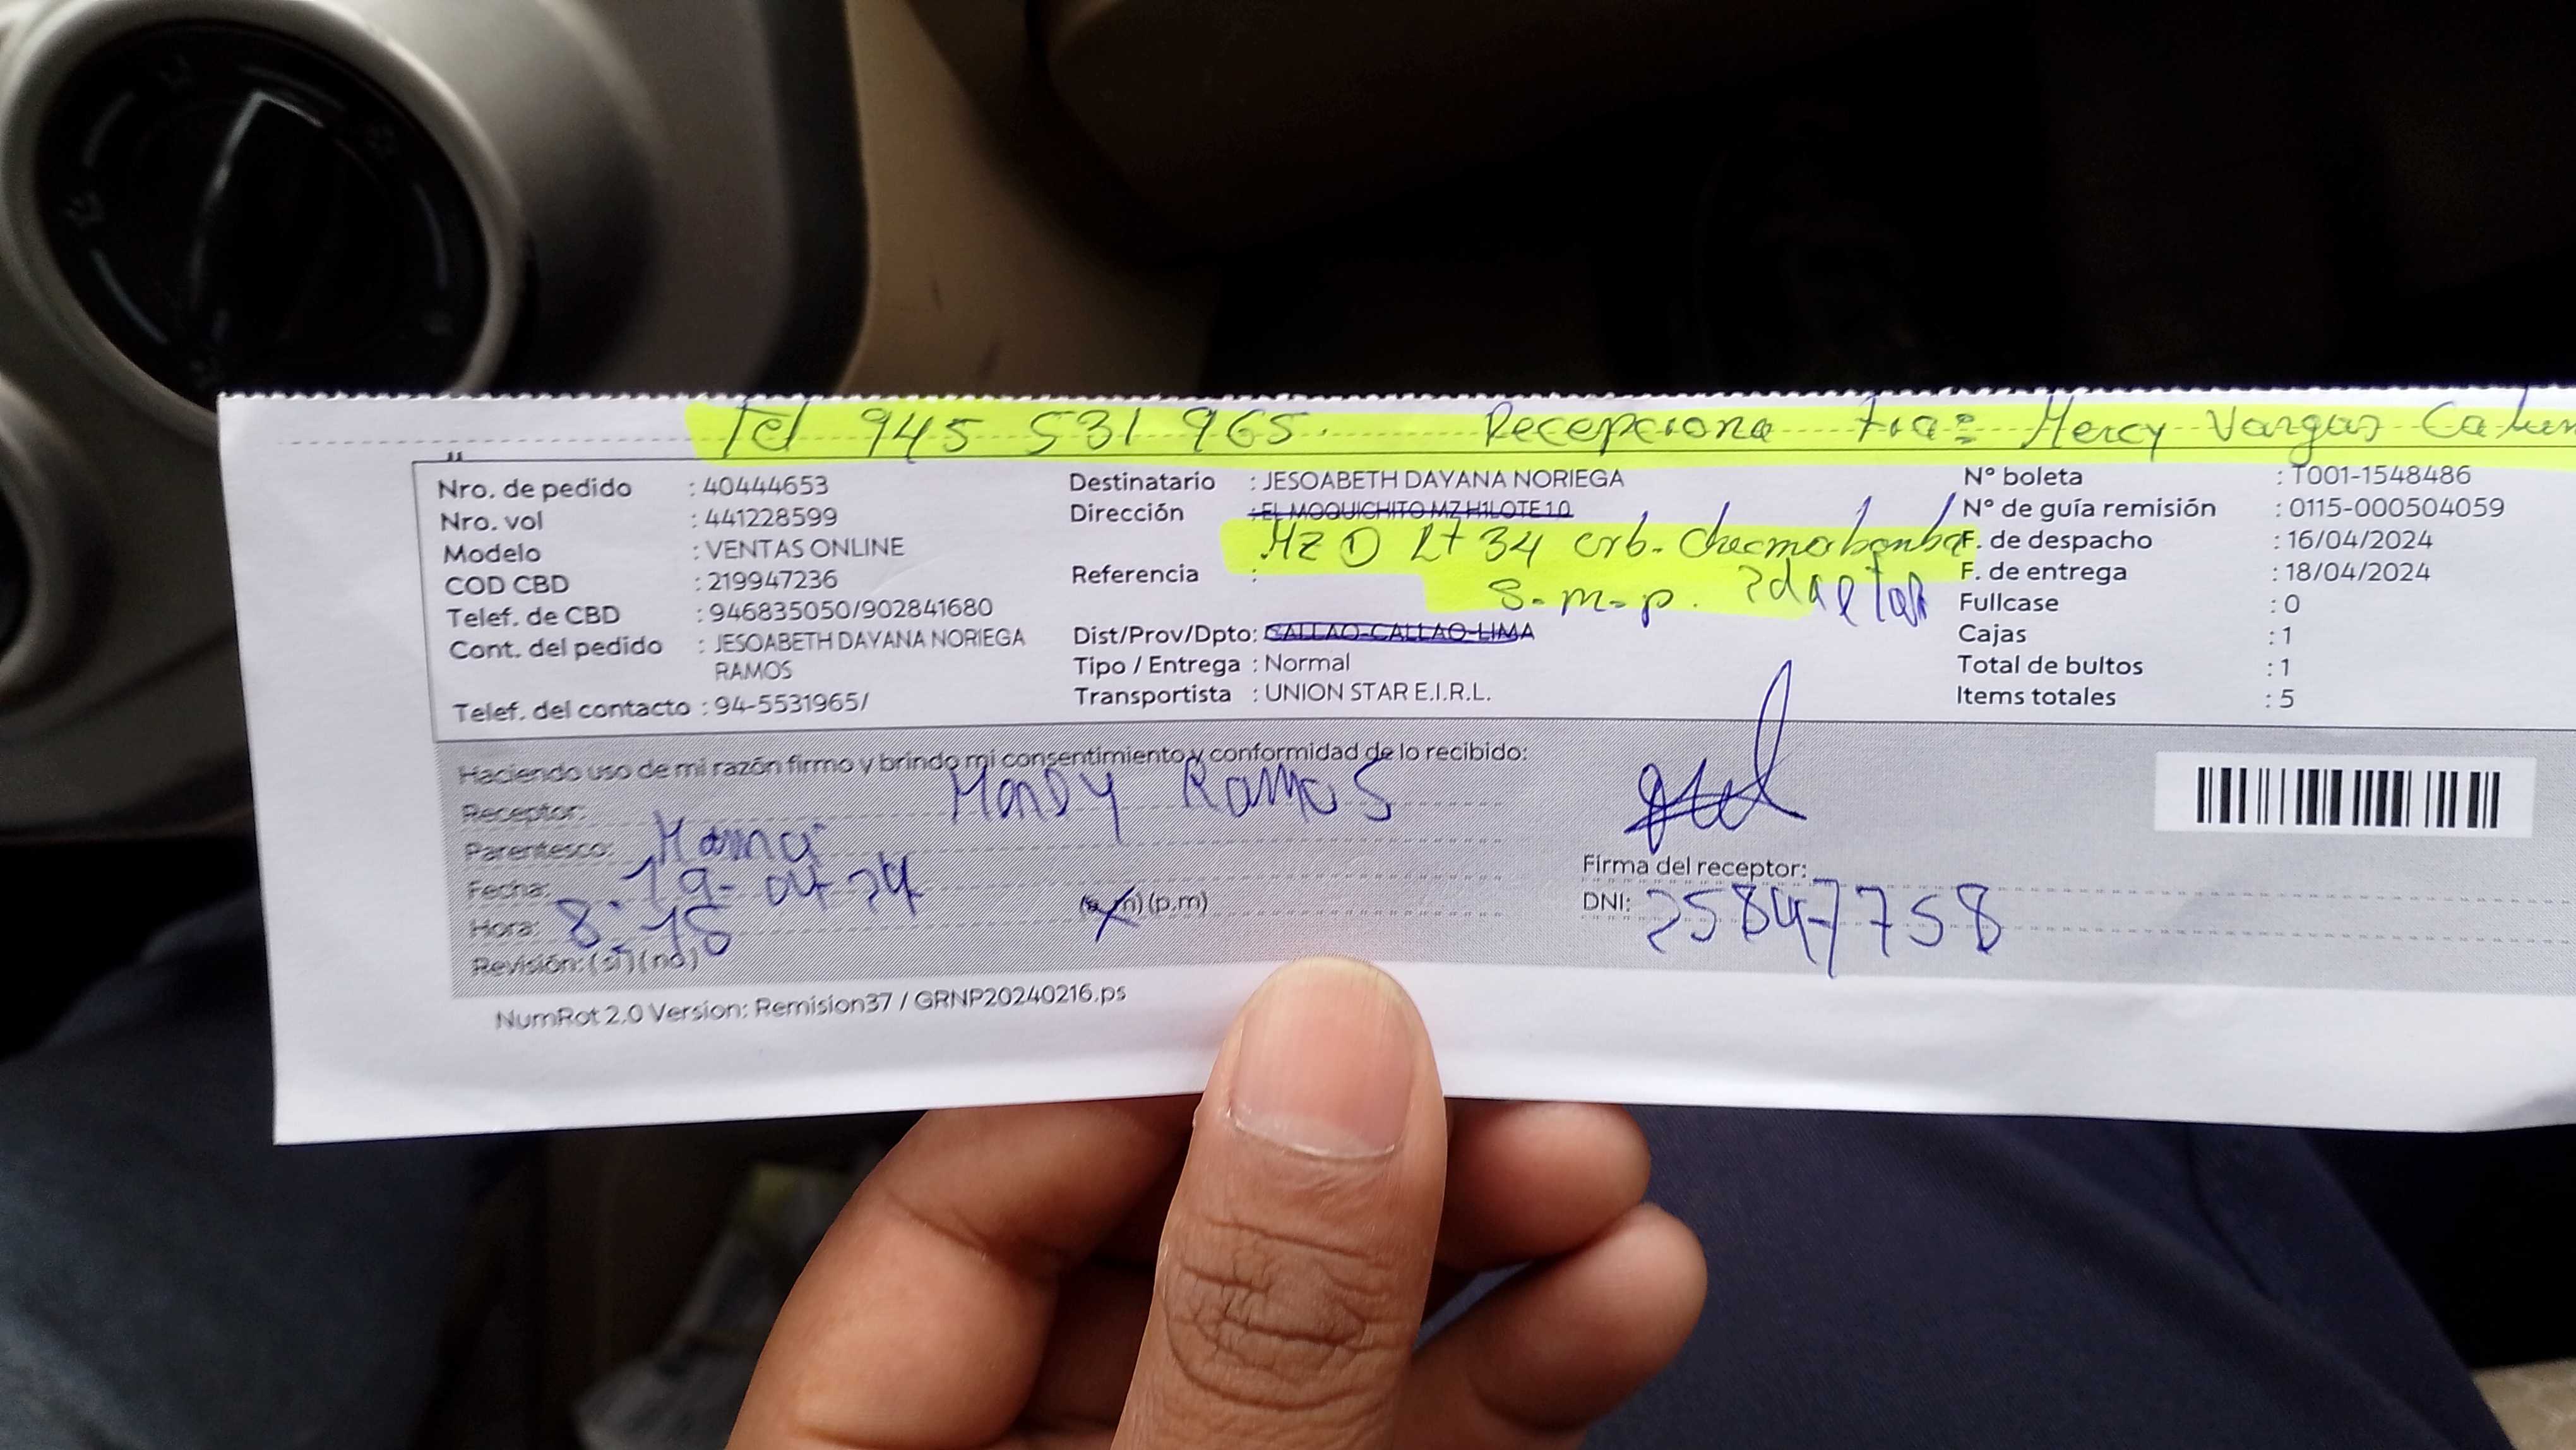 Tel 945 531 965. Recepciona tia: Mercy Vargas
Nro. de pedido : 40444653
Nro. vol : 441228599
Modelo : VENTAS ONLINE
COD CBD : 219947236
Telef. de CBD : 946835050/902841680
Cont. del pedido : JESOABETH DAYANA NORIEGA
RAMOS
Telef. del contacto : 94-5531965/
Destinatario : JESOABETH DAYANA NORIEGA
Dirección : EL MOQUICHITO MZ H1LOTE 10
MZ D Lt 34 urb.
Referencia :
S.m.p.
Dist/Prov/Dpto: CALLAO-CALLAO-LIMA
Tipo / Entrega : Normal
Transportista : UNION STAR E.I.R.L.
N° boleta : T001-1548486
N° de guía remisión : 0115-000504059
F. de despacho : 16/04/2024
F. de entrega : 18/04/2024
Fullcase : 0
Cajas : 1
Total de bultos : 1
Items totales : 5
Haciendo uso de mi razón firmo y brindo mi consentimiento y conformidad de lo recibido:
Receptor: Ramos
Parentesco: Mama
Fecha: 19-04-24
Hora: 8:15 (a.m) (p.m)
Revisión: (si) (no)
Firma del receptor:
DNI: 25847758
NumRot 2.0 Version: Remision37 / GRNP20240216.ps